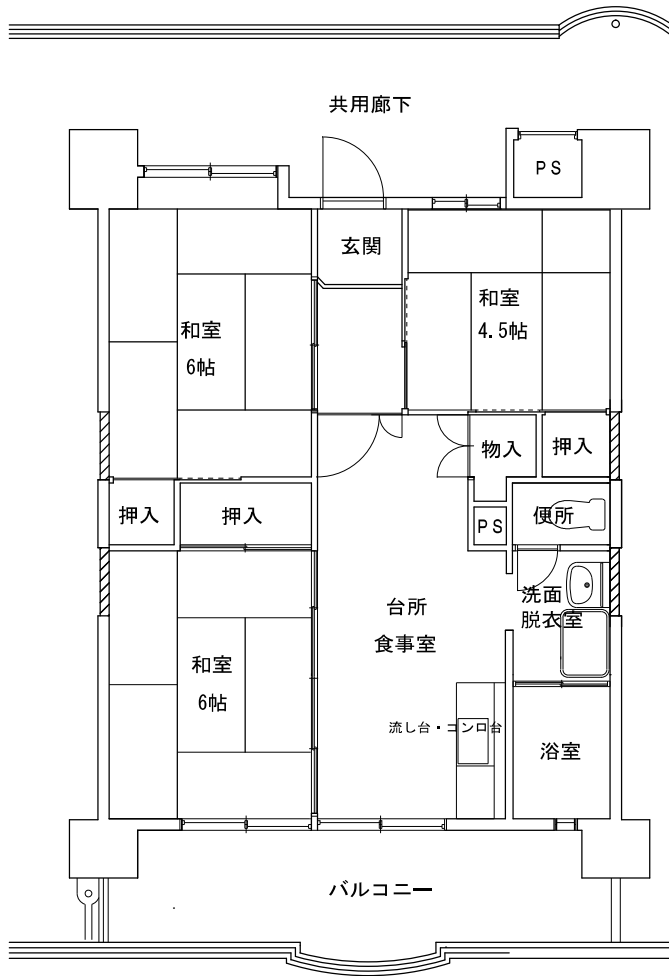 共用廊下
PS
玄関
和室
4.5帖
和室
6帖
物入
押入
押入
押入
PS
便所
洗面
脱衣室
台所
食事室
和室
6帖
流し台・コンロ台
浴室
バルコニー